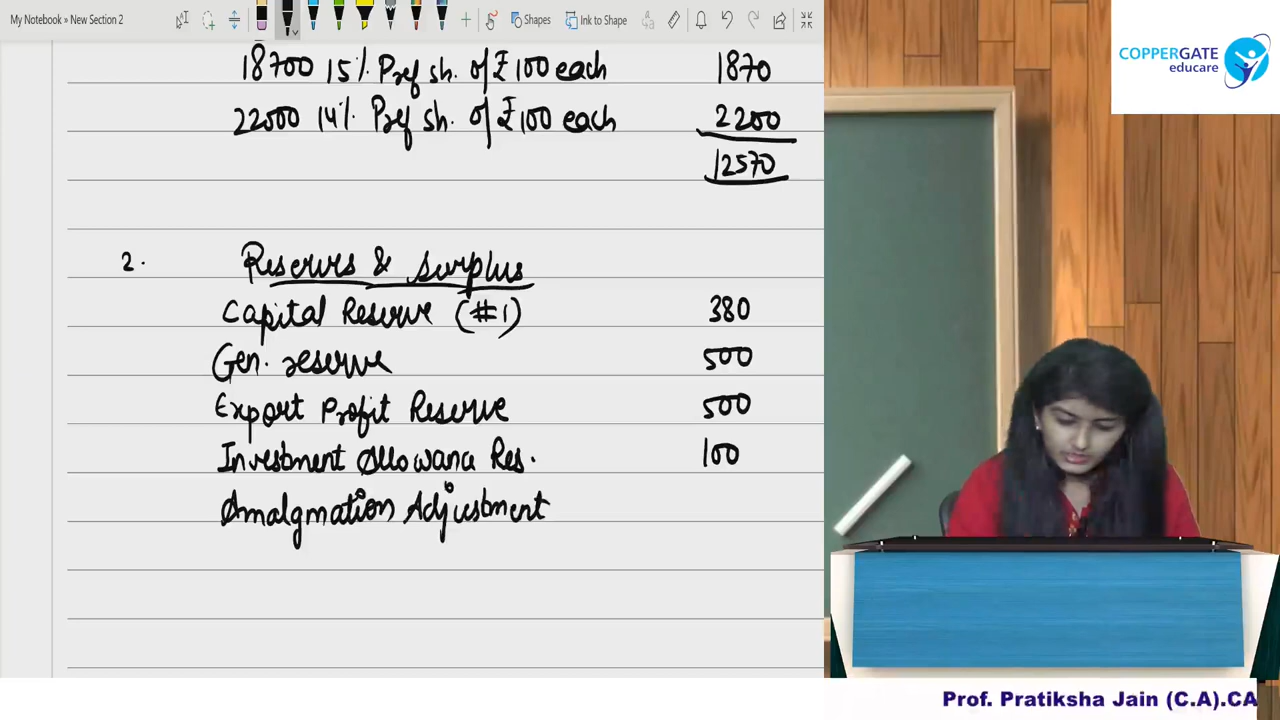 My Notebook » New Section 2
Shapes
Ink to Shape
COPPERGATE
educare
18700 15% Pref sh. of ₹100 each 1870
22000 14% Pref sh. of ₹100 each 2200
12570
2. Reserves & Surplus
Capital Reserve (#1) 380
Gen. reserve 500
Export Profit Reserve 500
Investment Allowance Res. 100
Amalgmation Adjustment
Prof. Pratiksha Jain (C.A).CA